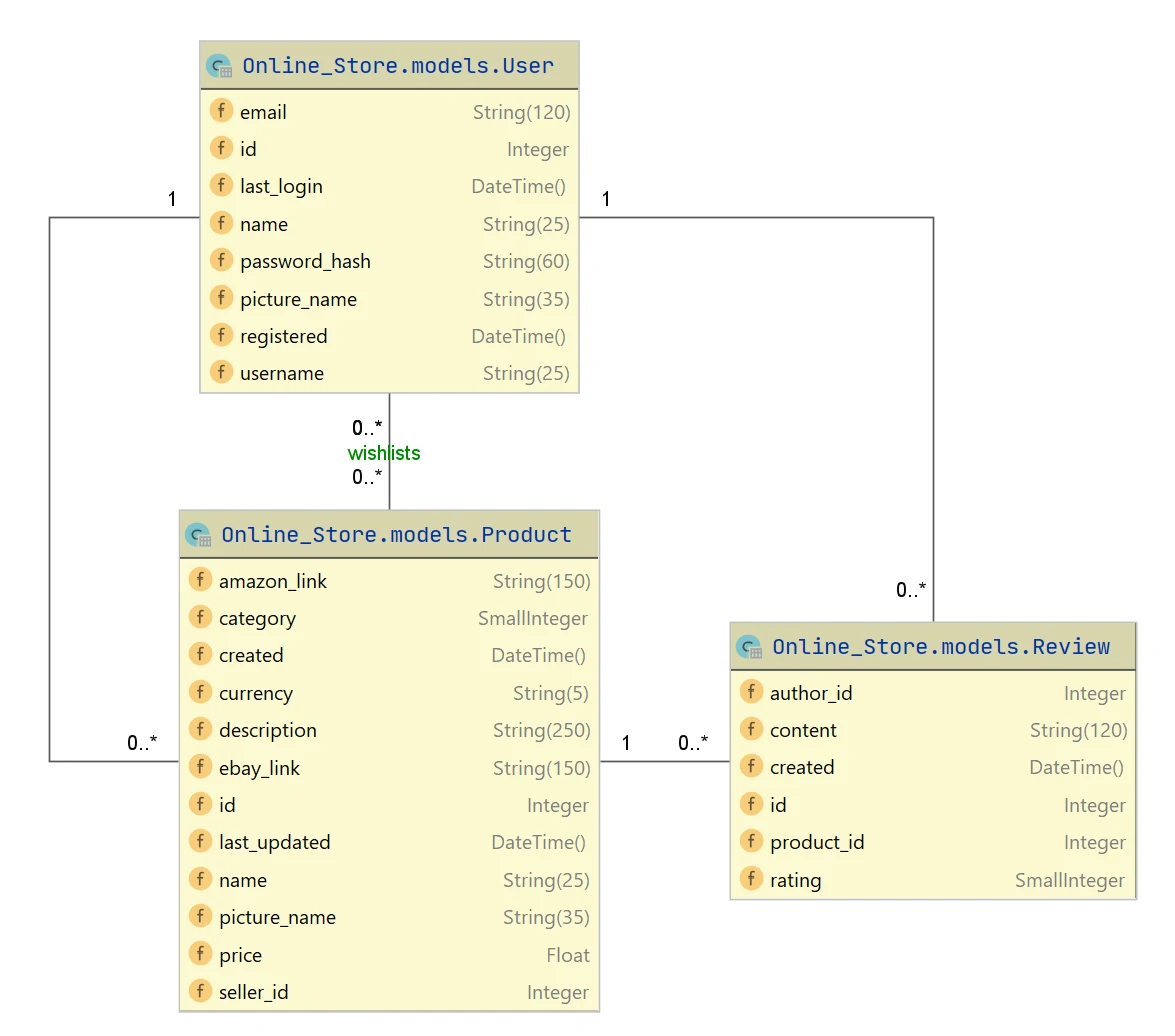 Online_Store.models.User
email String(120)
id Integer
last_login DateTime()
name String(25)
password_hash String(60)
picture_name String(35)
registered DateTime()
username String(25)
1
1
0..*
wishlists
0..*
0..*
0..*
1
0..*
Online_Store.models.Product
amazon_link String(150)
category SmallInteger
created DateTime()
currency String(5)
description String(250)
ebay_link String(150)
id Integer
last_updated DateTime()
name String(25)
picture_name String(35)
price Float
seller_id Integer
Online_Store.models.Review
author_id Integer
content String(120)
created DateTime()
id Integer
product_id Integer
rating SmallInteger